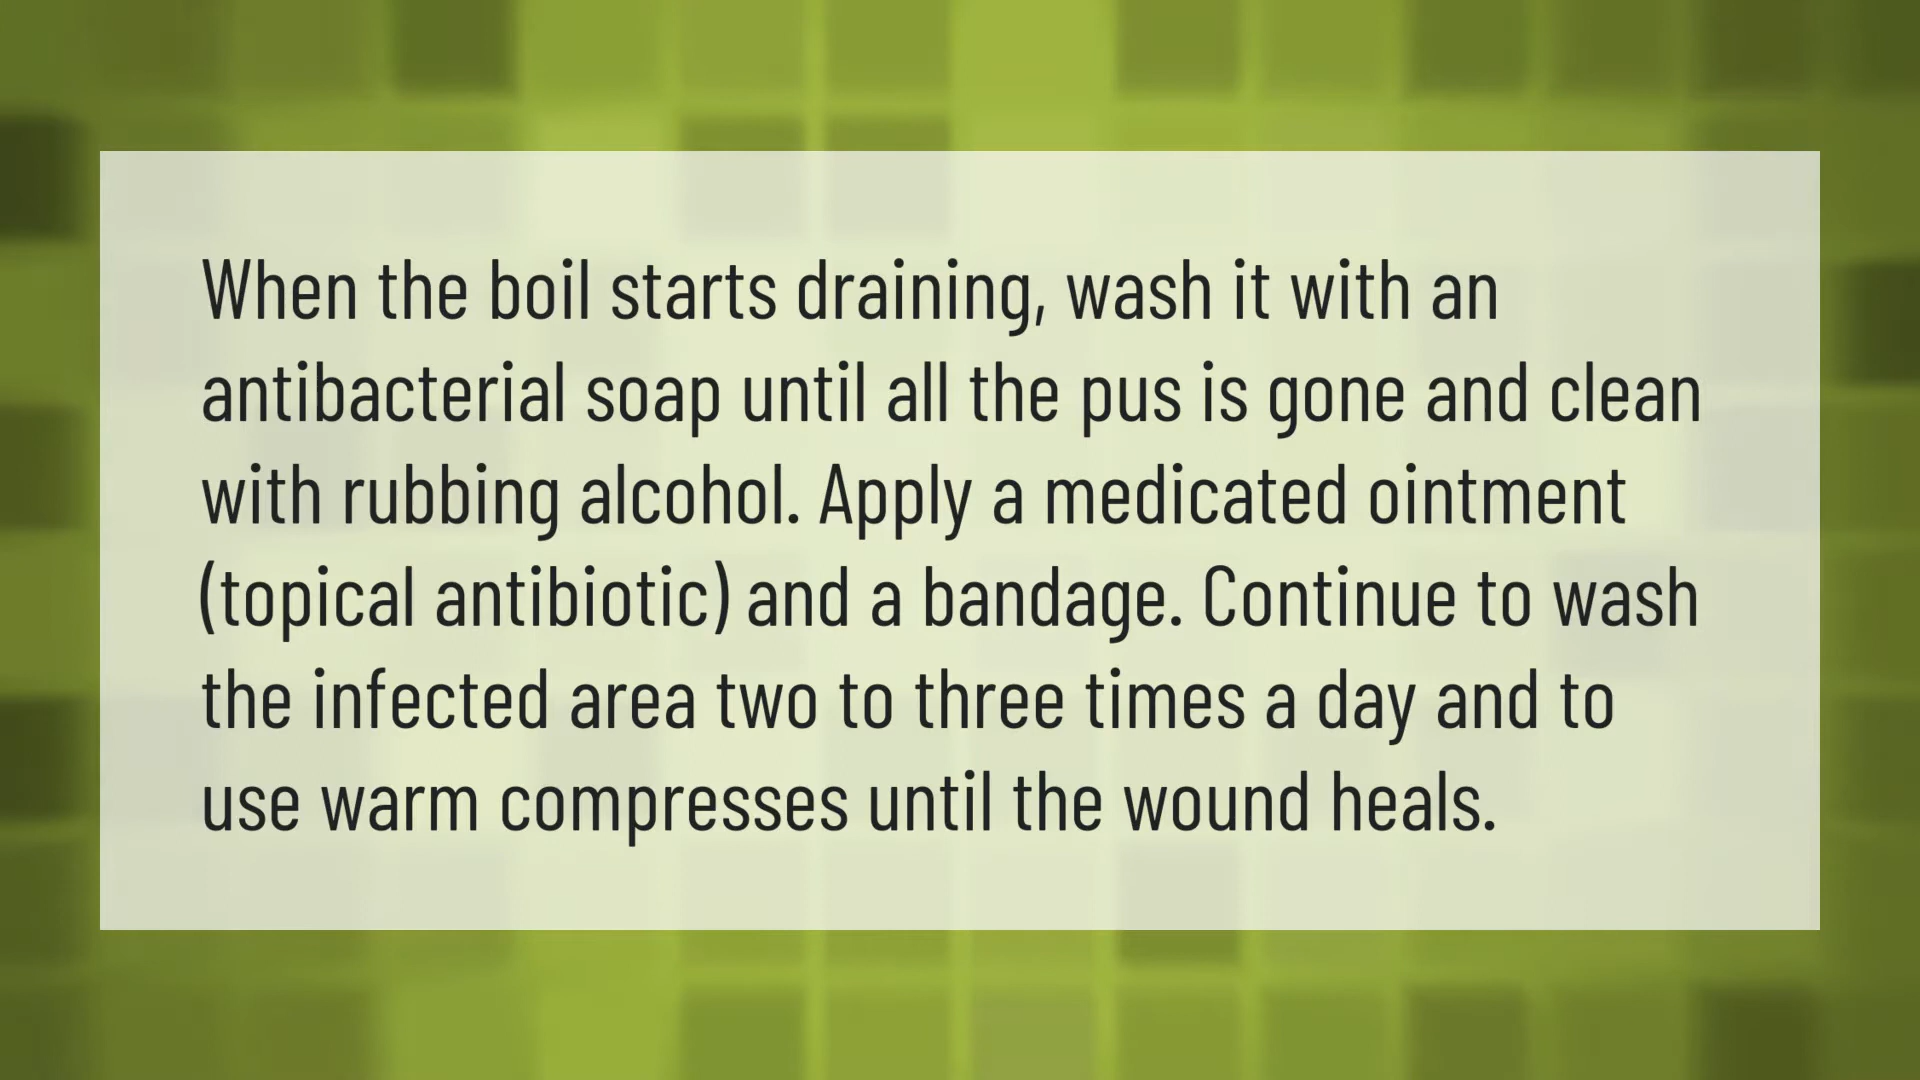 When the boil starts draining, wash it with an
antibacterial soap until all the pus is gone and clean
with rubbing alcohol. Apply a medicated ointment
(topical antibiotic) and a bandage. Continue to wash
the infected area two to three times a day and to
use warm compresses until the wound heals.